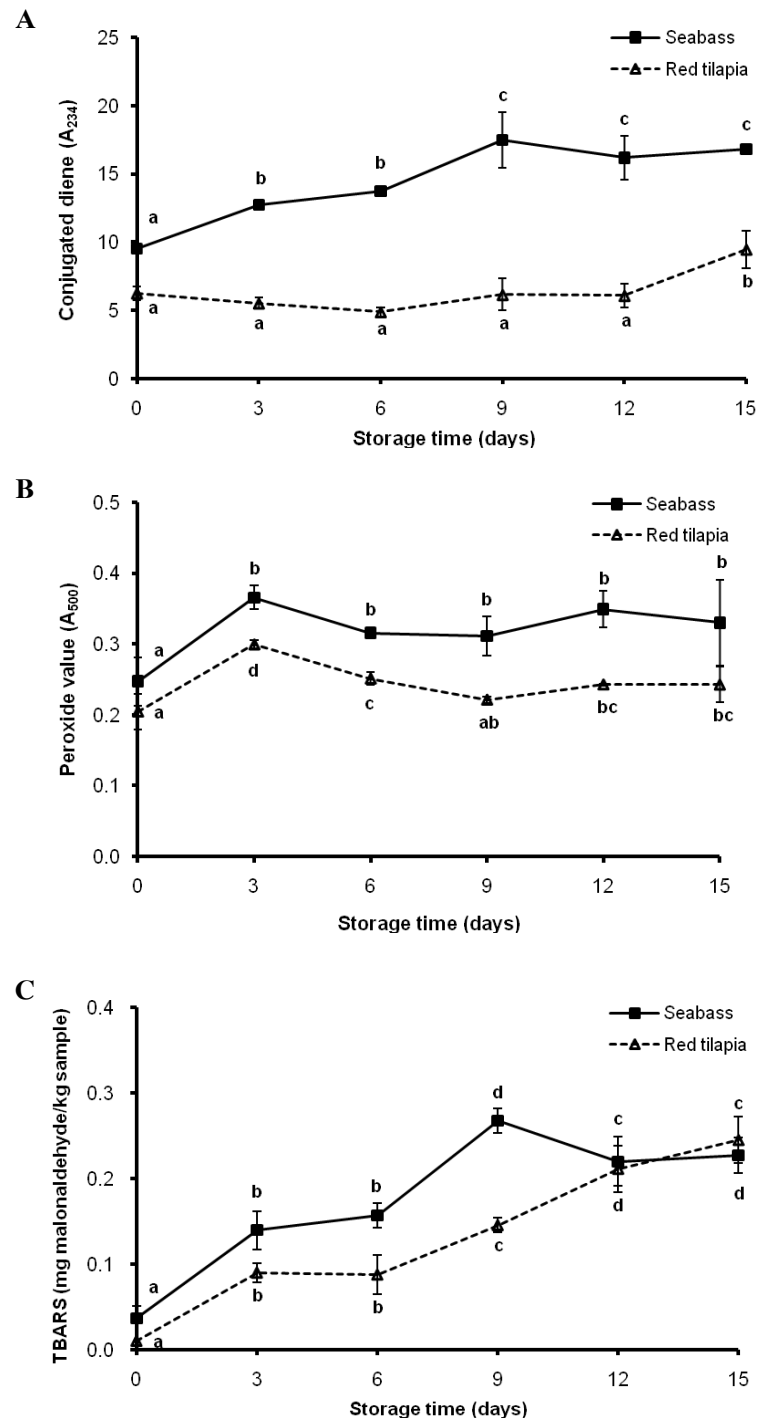 A
Seabass
Red tilapia
Conjugated diene (A234)
25
20
15
10
5
0
a
b
b
c
c
c
a
a
a
a
a
b
0 3 6 9 12 15
Storage time (days)
B
Seabass
Red tilapia
Peroxide value (A500)
0.5
0.4
0.3
0.2
0.1
0.0
a
b
b
b
b
b
a
d
c
ab
bc
bc
0 3 6 9 12 15
Storage time (days)
C
Seabass
Red tilapia
TBARS (mg malonaldehyde/kg sample)
0.4
0.3
0.2
0.1
0.0
a
b
b
d
c
c
a
b
b
c
d
d
0 3 6 9 12 15
Storage time (days)